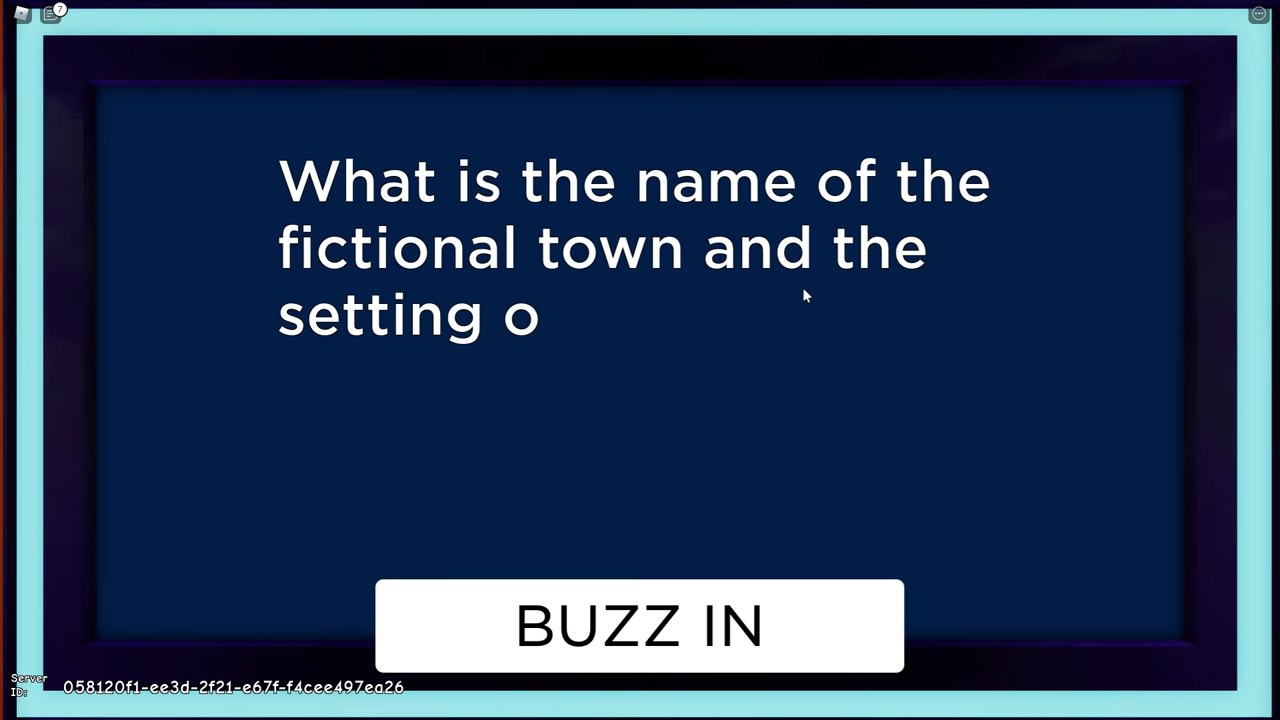 7
What is the name of the
fictional town and the
setting o
BUZZ IN
Server
ID:
058120f1-ee3d-2f21-e67f-f4cee497ea26